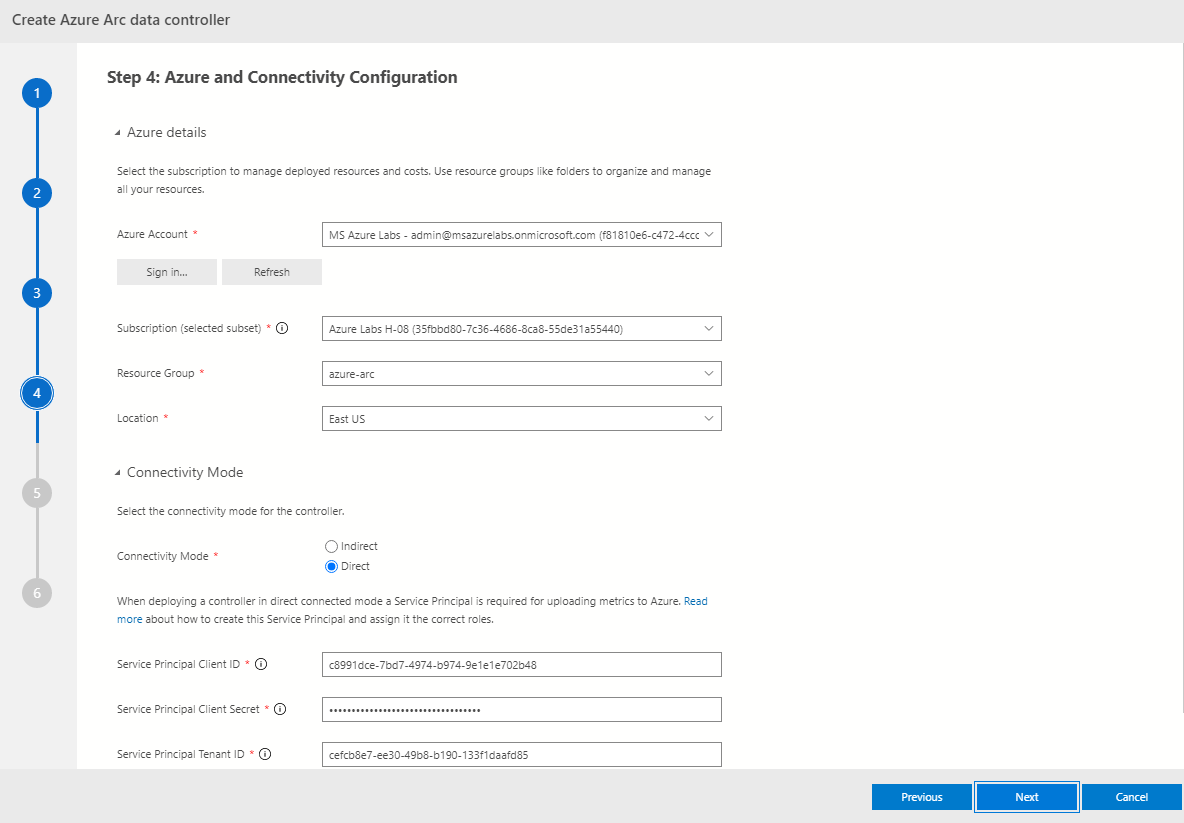 Create Azure Arc data controller
1
2
3
4
5
6
Step 4: Azure and Connectivity Configuration
Azure details
Select the subscription to manage deployed resources and costs. Use resource groups like folders to organize and manage
all your resources.
Azure Account *
MS Azure Labs - admin@msazurelabs.onmicrosoft.com (f81810e6-c472-4ccc
Sign in...
Refresh
Subscription (selected subset) *
Azure Labs H-08 (35fbbd80-7c36-4686-8ca8-55de31a55440)
Resource Group *
azure-arc
Location *
East US
Connectivity Mode
Select the connectivity mode for the controller.
Connectivity Mode *
Indirect
Direct
When deploying a controller in direct connected mode a Service Principal is required for uploading metrics to Azure. Read
more about how to create this Service Principal and assign it the correct roles.
Service Principal Client ID *
c8991dce-7bd7-4974-b974-9e1e1e702b48
Service Principal Client Secret *
••••••••••••••••••••••••••••••••••
Service Principal Tenant ID *
cefcb8e7-ee30-49b8-b190-133f1daafd85
Previous
Next
Cancel